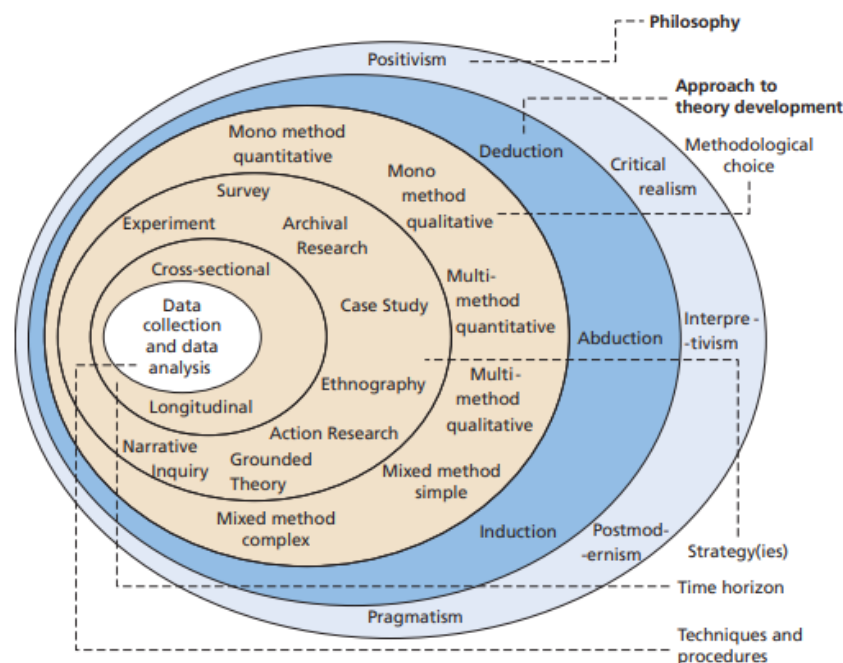 Philosophy
Positivism
Approach to
theory development
Mono method
quantitative
Deduction
Methodological
choice
Critical
realism
Mono
method
qualitative
Survey
Experiment
Archival
Research
Cross-sectional
Multi-
method
quantitative
Data
collection
and data
analysis
Case Study
Abduction
Interpre -
-tivism
Ethnography
Multi-
method
qualitative
Longitudinal
Action Research
Narrative
Inquiry
Grounded
Theory
Mixed method
simple
Mixed method
complex
Induction
Postmod-
-ernism
Strategy(ies)
Time horizon
Pragmatism
Techniques and
procedures